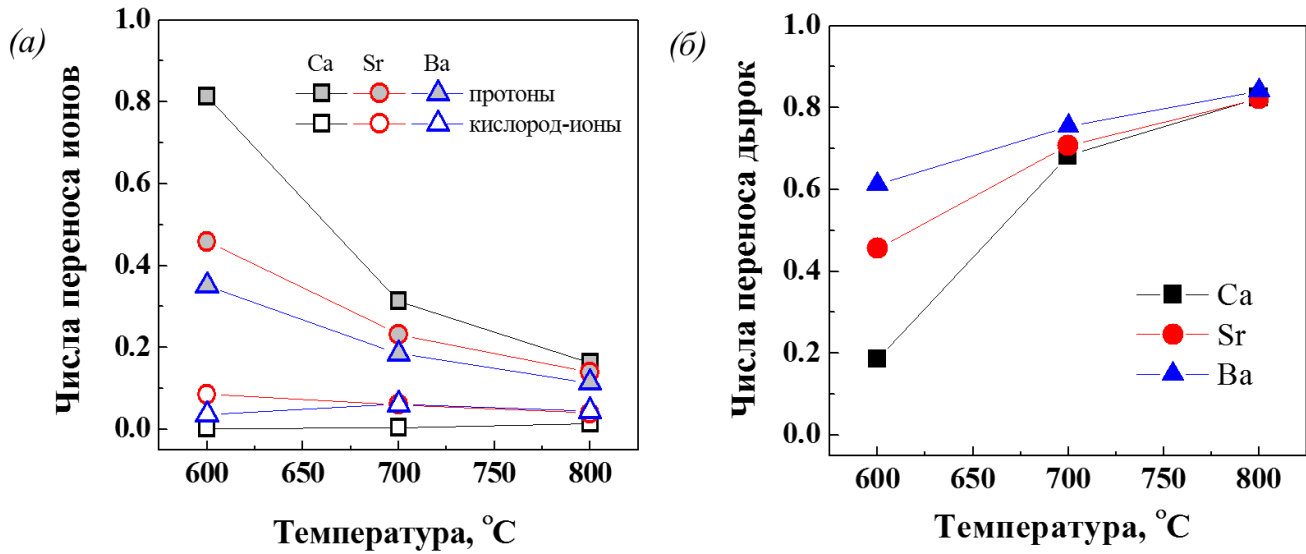 (а)
Числа переноса ионов
1.0
0.8
0.6
0.4
0.2
0.0
Ca Sr Ba
протоны
кислород-ионы
600 650 700 750 800
Температура, °C
(б)
Числа переноса дырок
1.0
0.8
0.6
0.4
0.2
0.0
Ca
Sr
Ba
600 650 700 750 800
Температура, °C